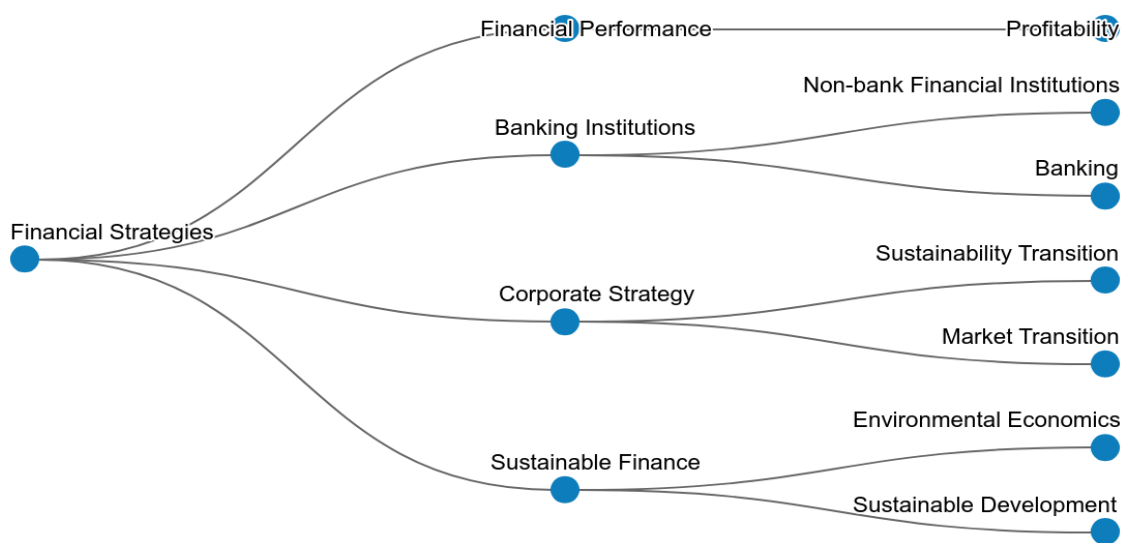 Financial Performance
Profitability
Non-bank Financial Institutions
Banking Institutions
Banking
Financial Strategies
Sustainability Transition
Corporate Strategy
Market Transition
Environmental Economics
Sustainable Finance
Sustainable Development